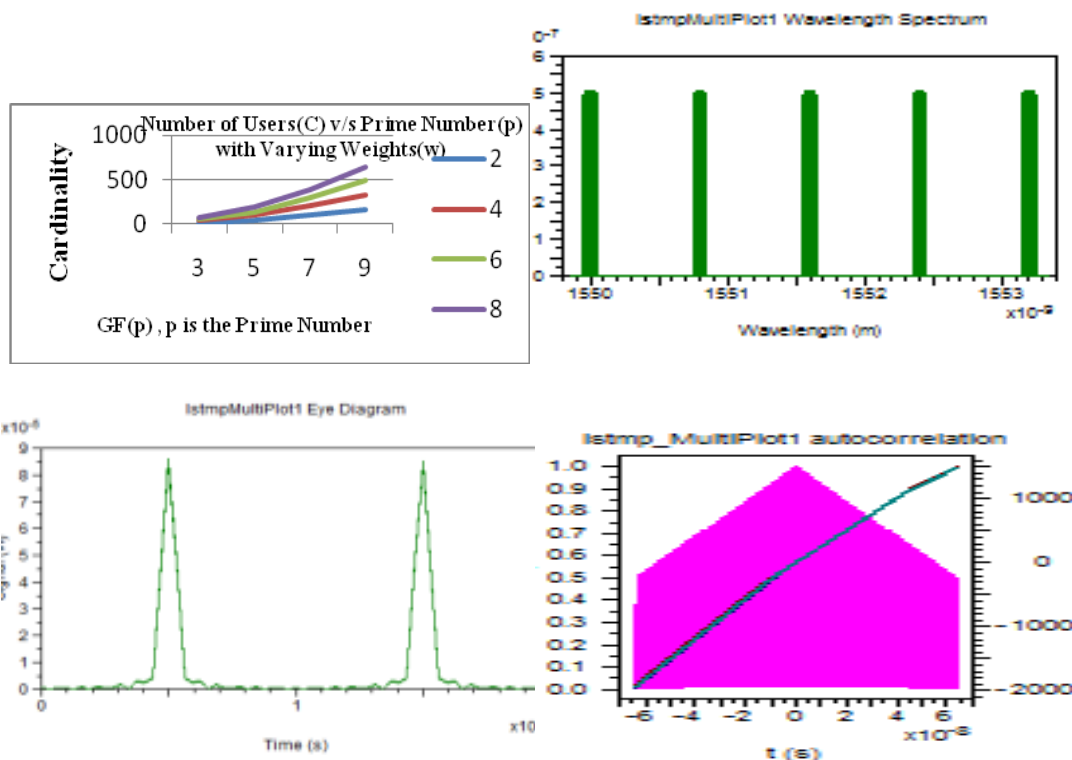 Number of Users(C) v/s Prime Number(p)
with Varying Weights(w)
1000
500
0
Cardinality
3 5 7 9
GF(p) , p is the Prime Number
2
4
6
8
IstmpMultiPlot1 Wavelength Spectrum
0-7
6
5
4
3
2
1
0
1550 1551 1552 1553
x10-9
Wavelength (m)
IstmpMultiPlot1 Eye Diagram
9
8
7
6
5
4
3
2
1
0
0 1
x10
Time (s)
Istmp_MultiPlot1 autocorrelation
1.0
0.9
0.8
0.7
0.6
0.5
0.4
0.3
0.2
0.1
0.0
1000
0
-1000
-2000
-6 -4 -2 0 2 4 6
x10-8
t (s)